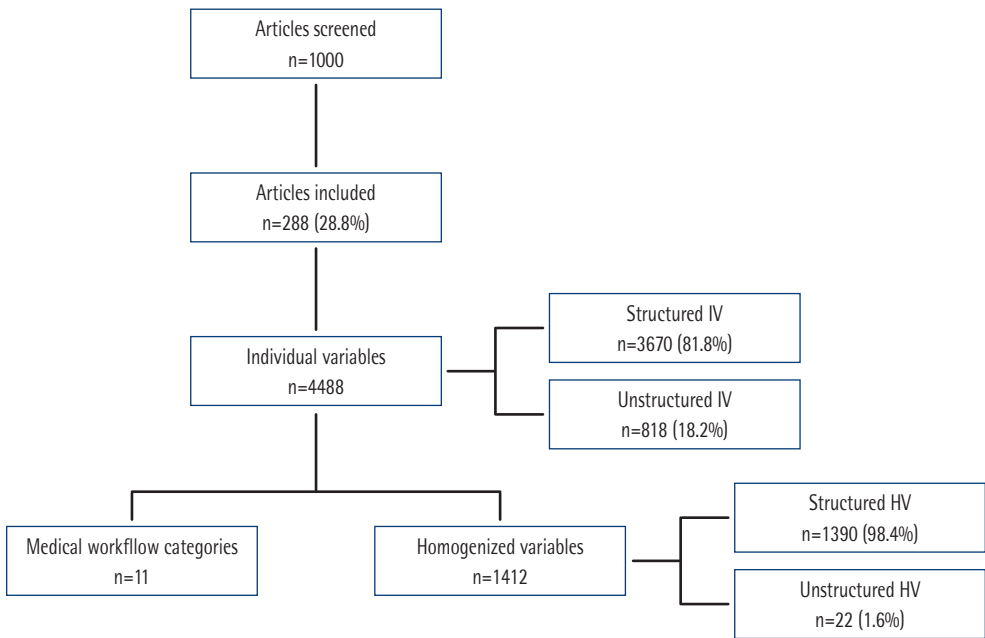 Articles screened
n=1000
Articles included
n=288 (28.8%)
Individual variables
n=4488
Structured IV
n=3670 (81.8%)
Unstructured IV
n=818 (18.2%)
Medical workfllow categories
n=11
Homogenized variables
n=1412
Structured HV
n=1390 (98.4%)
Unstructured HV
n=22 (1.6%)